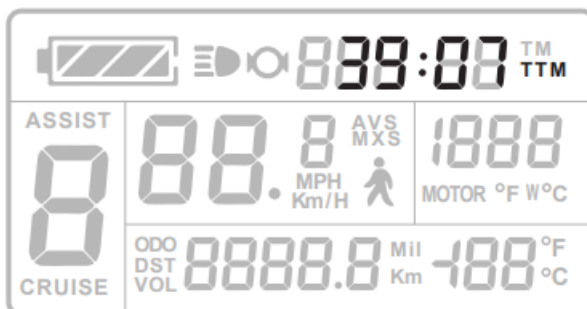 839:07 TM
TTM
ASSIST
8
CRUISE
88.8
AVS
MXS
MPH
Km/H
1888
MOTOR °F W°C
ODO
DST
VOL
8888.8
Mil
Km
-188
°F
°C